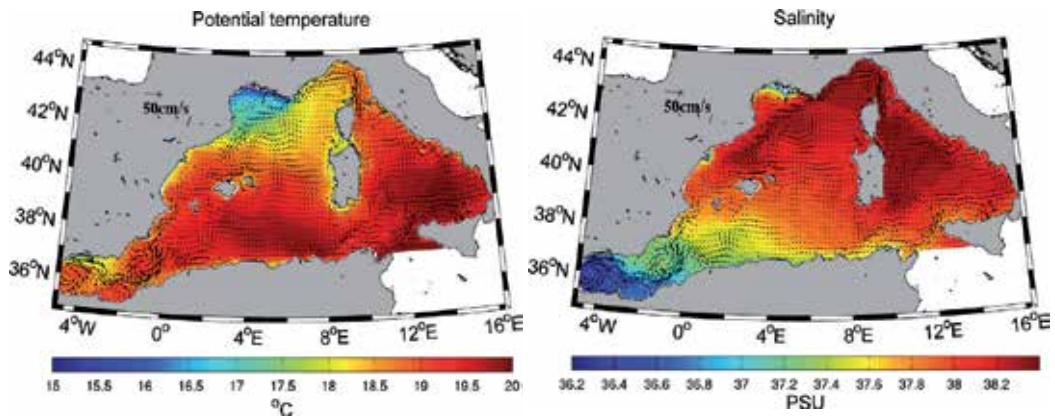 Potential temperature
44°N
42°N
40°N
38°N
36°N
50cm/s
4°W
0°
4°E
8°E
12°E
16°E
15 15.5 16 16.5 17 17.5 18 18.5 19 19.5 20
°C
Salinity
44°N
42°N
40°N
38°N
36°N
50cm/s
4°W
0°
4°E
8°E
12°E
16°E
36.2 36.4 36.6 36.8 37 37.2 37.4 37.6 37.8 38 38.2
PSU